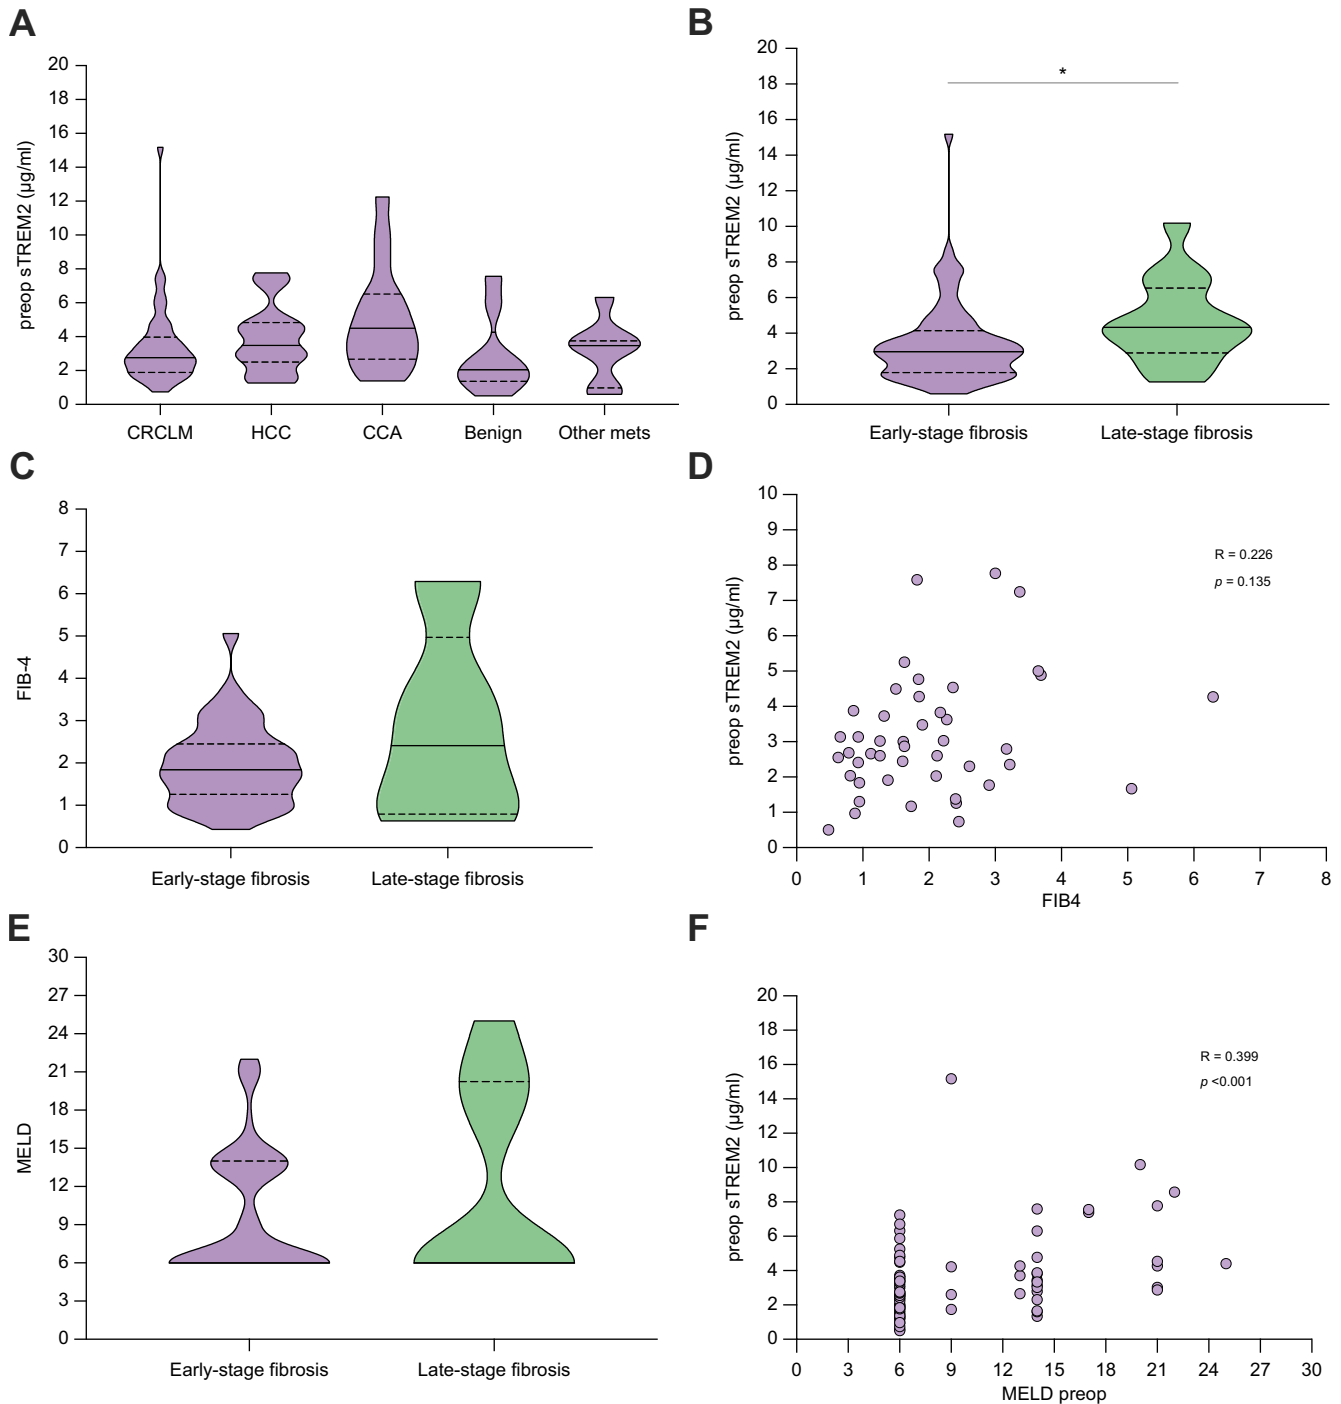 A
20
18
16
14
12
10
8
6
4
2
0
preop sTREM2 (µg/ml)
CRCLM HCC CCA Benign Other mets
B
20
18
16
14
12
10
8
6
4
2
0
preop sTREM2 (µg/ml)
*
Early-stage fibrosis Late-stage fibrosis
C
8
7
6
5
4
3
2
1
0
FIB-4
Early-stage fibrosis Late-stage fibrosis
D
10
9
8
7
6
5
4
3
2
1
0
preop sTREM2 (µg/ml)
R = 0.226
p = 0.135
0 1 2 3 4 5 6 7 8
FIB4
E
30
27
24
21
18
15
12
9
6
3
0
MELD
Early-stage fibrosis Late-stage fibrosis
F
20
18
16
14
12
10
8
6
4
2
0
preop sTREM2 (µg/ml)
R = 0.399
p <0.001
0 3 6 9 12 15 18 21 24 27 30
MELD preop